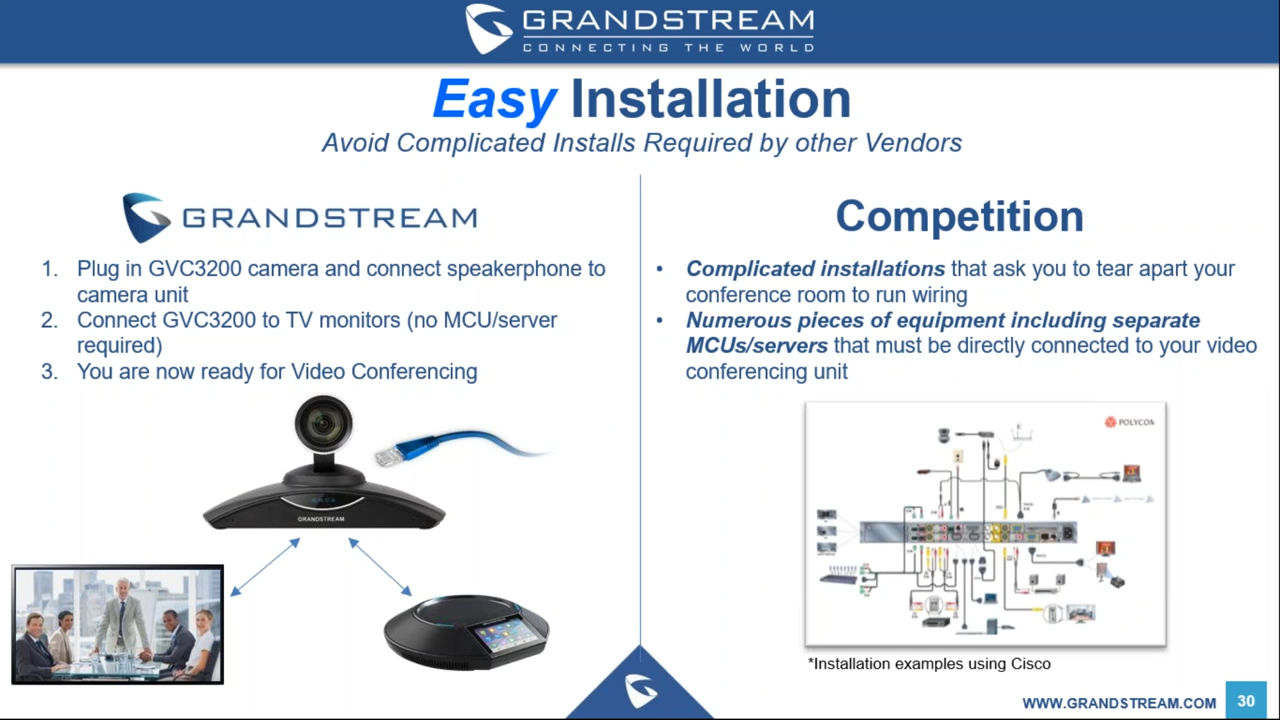 GRANDSTREAM
CONNECTING THE WORLD
Easy Installation
Avoid Complicated Installs Required by other Vendors
GRANDSTREAM
1. Plug in GVC3200 camera and connect speakerphone to
camera unit
2. Connect GVC3200 to TV monitors (no MCU/server
required)
3. You are now ready for Video Conferencing
GRANDSTREAM
Competition
• Complicated installations that ask you to tear apart your
conference room to run wiring
• Numerous pieces of equipment including separate
MCUs/servers that must be directly connected to your video
conferencing unit
POLYCOM
*Installation examples using Cisco
WWW.GRANDSTREAM.COM
30